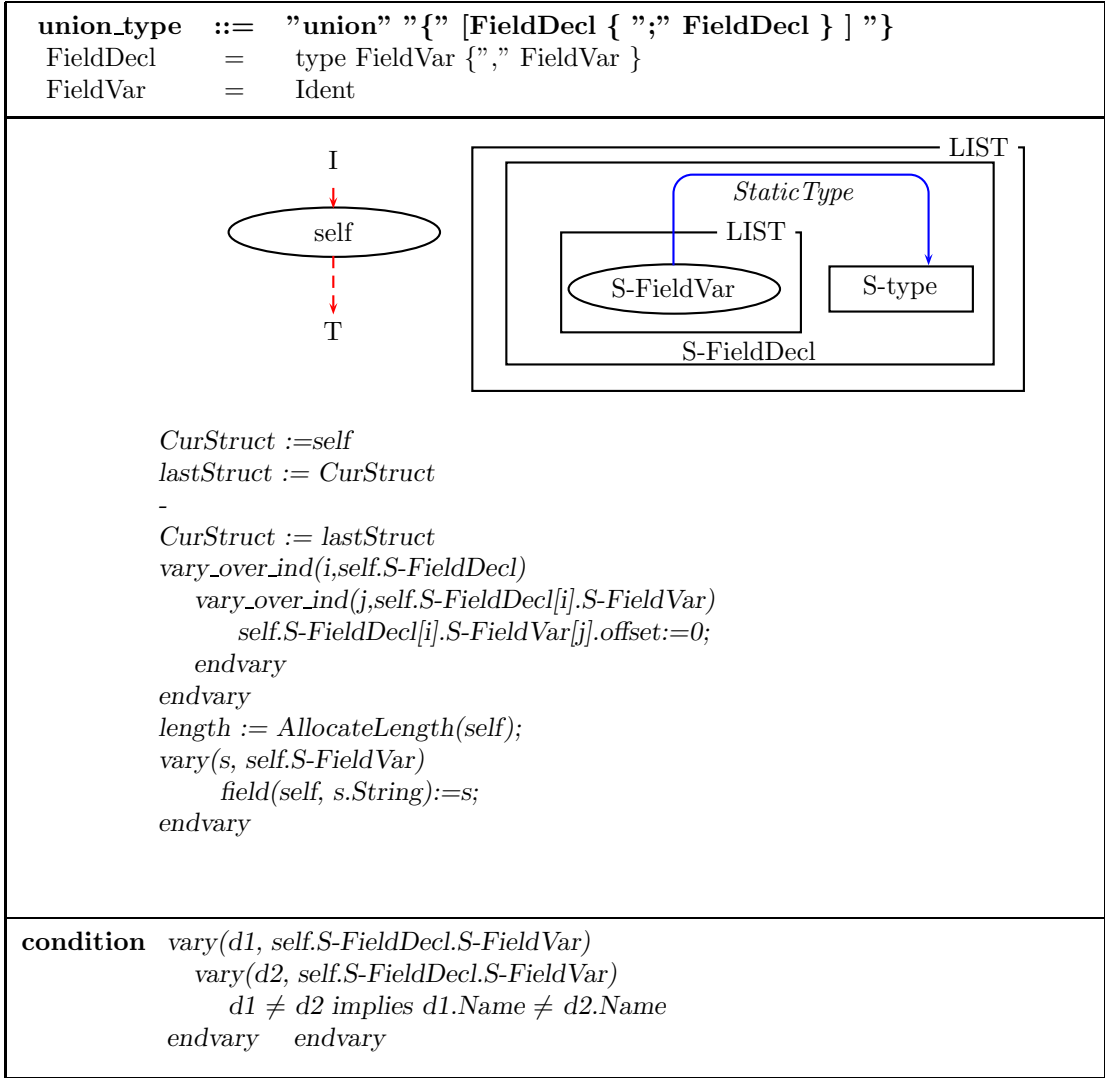 union_type ::= ”union” ”{” [FieldDecl { ”;” FieldDecl } ] ”}
FieldDecl = type FieldVar {”,” FieldVar }
FieldVar = Ident
I
self
T
LIST
StaticType
LIST
S-FieldVar
S-type
S-FieldDecl
CurStruct :=self
lastStruct := CurStruct
-
CurStruct := lastStruct
vary_over_ind(i,self.S-FieldDecl)
vary_over_ind(j,self.S-FieldDecl[i].S-FieldVar)
self.S-FieldDecl[i].S-FieldVar[j].offset:=0;
endvary
endvary
length := AllocateLength(self);
vary(s, self.S-FieldVar)
field(self, s.String):=s;
endvary
condition vary(d1, self.S-FieldDecl.S-FieldVar)
vary(d2, self.S-FieldDecl.S-FieldVar)
d1 ≠ d2 implies d1.Name ≠ d2.Name
endvary endvary